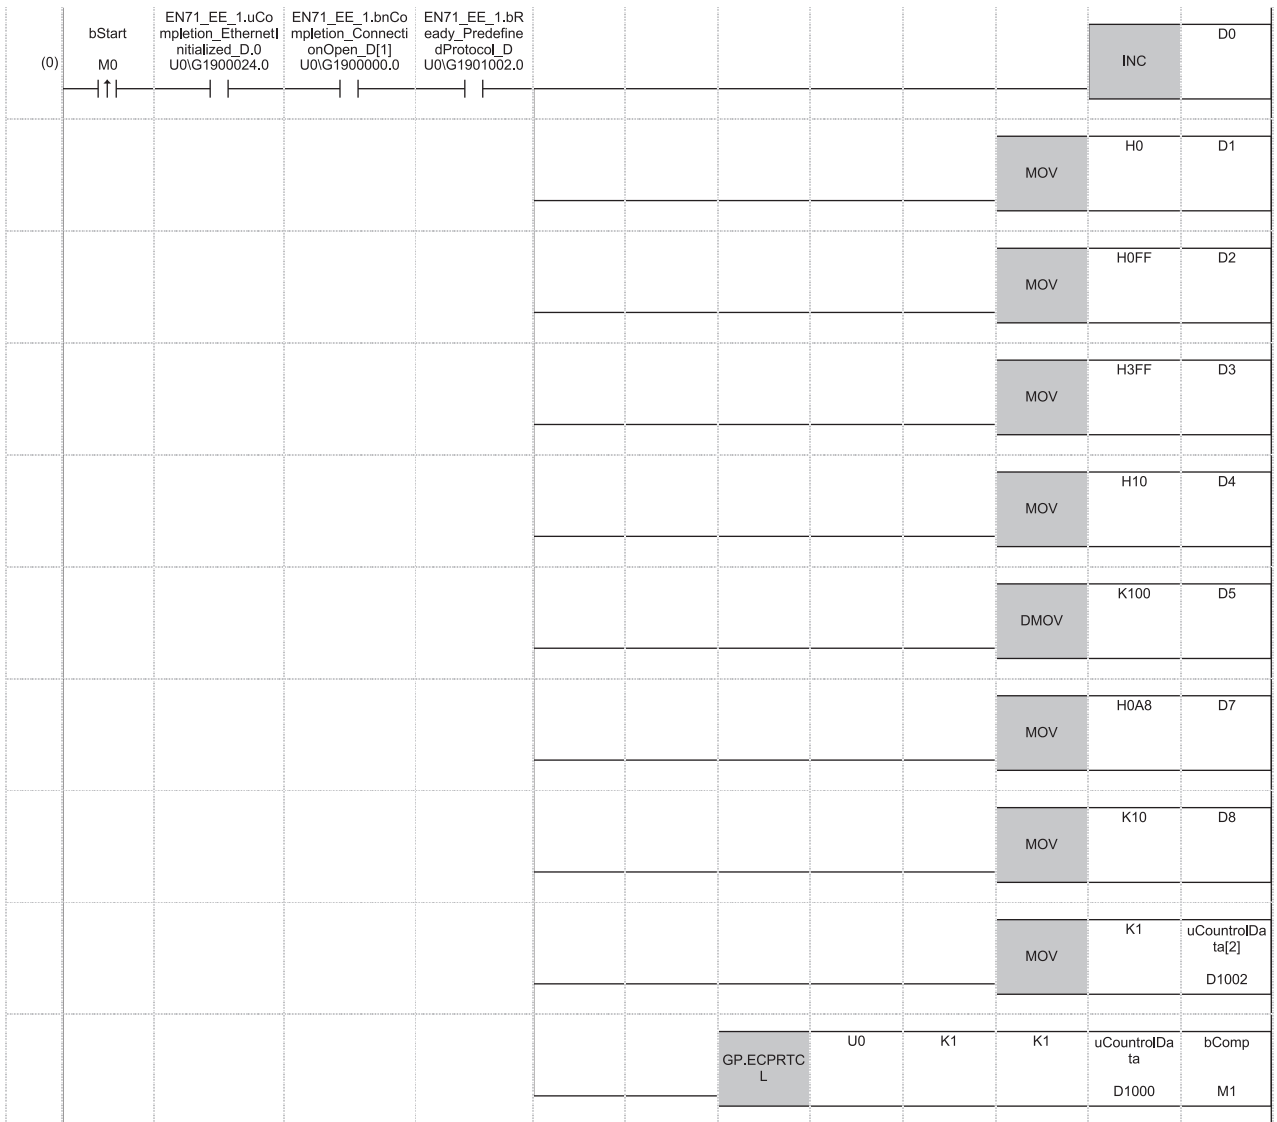 (0)
bStart
M0
EN71_EE_1.uCo
mpletion_EthernetI
nitialized_D.0
U0\G1900024.0
EN71_EE_1.bnCo
mpletion_Connecti
onOpen_D[1]
U0\G1900000.0
EN71_EE_1.bR
eady_Predefine
dProtocol_D
U0\G1901002.0
INC
D0
MOV
H0
D1
MOV
H0FF
D2
MOV
H3FF
D3
MOV
H10
D4
DMOV
K100
D5
MOV
H0A8
D7
MOV
K10
D8
MOV
K1
uCountrolDa
ta[2]
D1002
GP.ECPRTC
L
U0
K1
K1
uCountrolDa
ta
D1000
bComp
M1